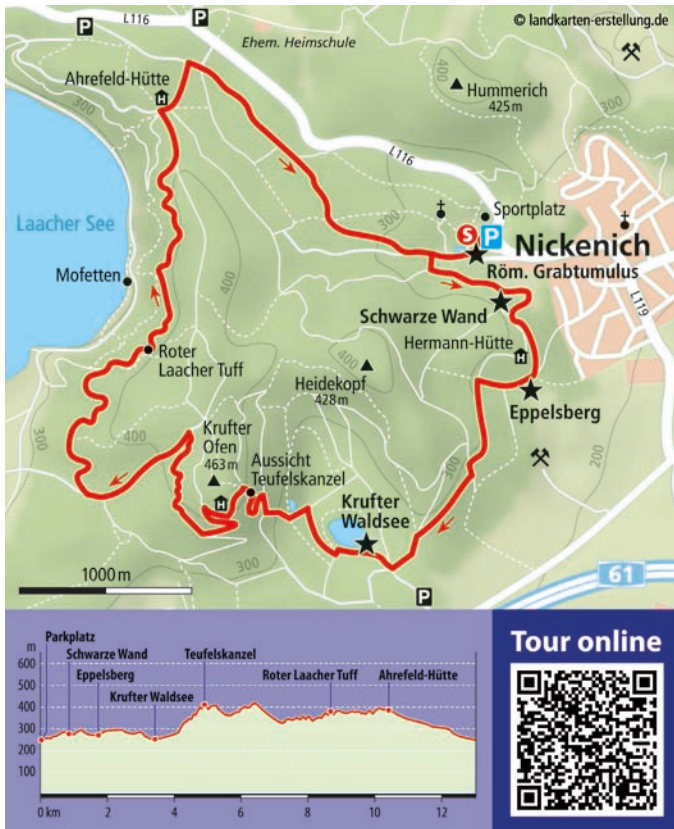 © landkarten-erstellung.de
P
L116
P
Ehem. Heimschule
Ahrefeld-Hütte
H
300
400
Hummerich
425 m
300
L116
Laacher See
300
Sportplatz
S
P
Nickenich
Röm. Grabtumulus
Mofetten
400
Schwarze Wand
L119
Hermann-Hütte
H
Roter
Laacher Tuff
400
Heidekopf
428 m
Eppelsberg
300
400
Krufter
Ofen
463 m
H
Aussicht
Teufelskanzel
300
200
Krufter
Waldsee
1000 m
P
61
Parkplatz
m
Schwarze Wand
Teufelskanzel
600
Eppelsberg
Roter Laacher Tuff
Ahrefeld-Hütte
500
Krufter Waldsee
400
300
200
100
0 km
2
4
6
8
10
12
Tour online